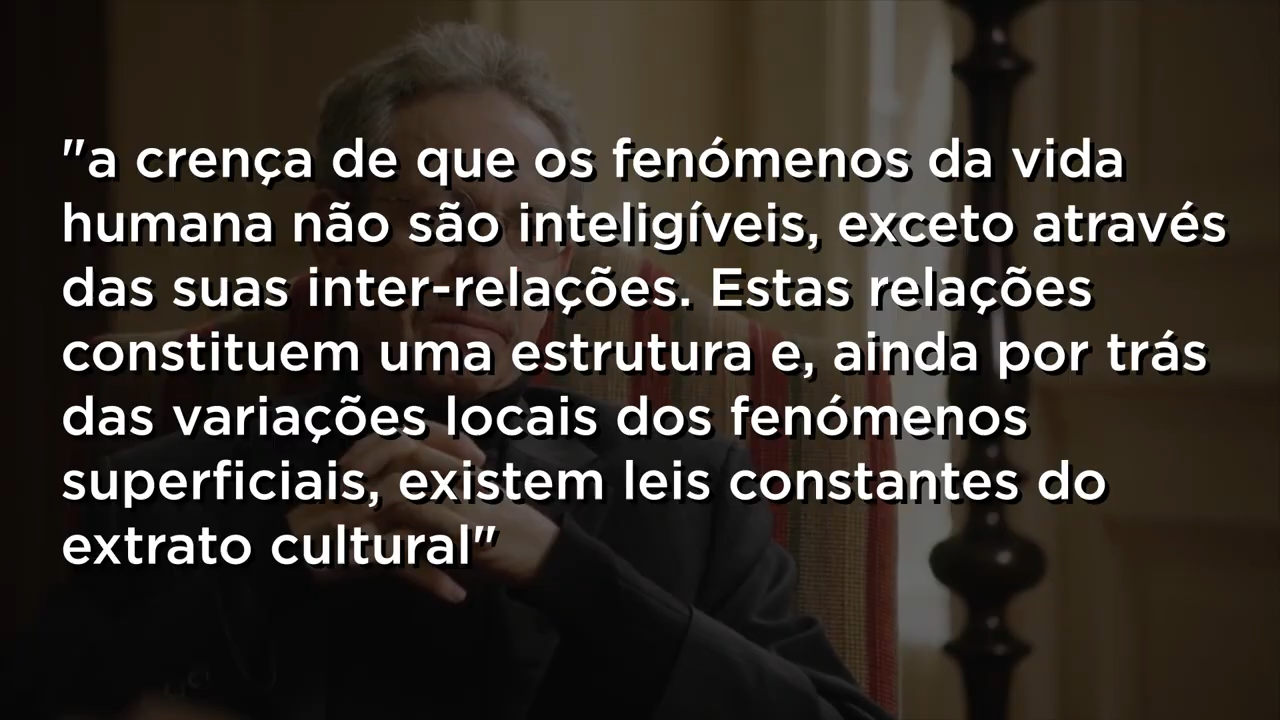 "a crença de que os fenómenos da vida
humana não são inteligíveis, exceto através
das suas inter-relações. Estas relações
constituem uma estrutura e, ainda por trás
das variações locais dos fenómenos
superficiais, existem leis constantes do
extrato cultural"